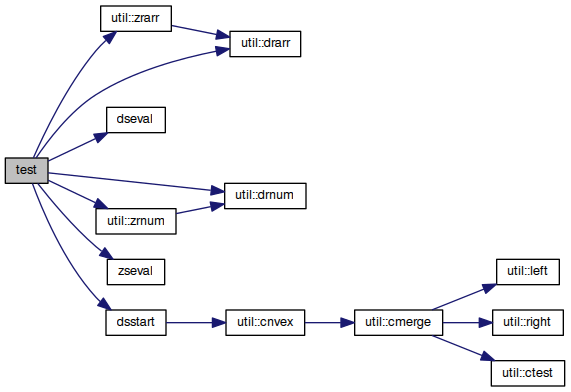 util::zrarr
util::drarr
dseval
test
util::drnum
util::zrnum
zseval
util::left
dsstart
util::cnvex
util::cmerge
util::right
util::ctest